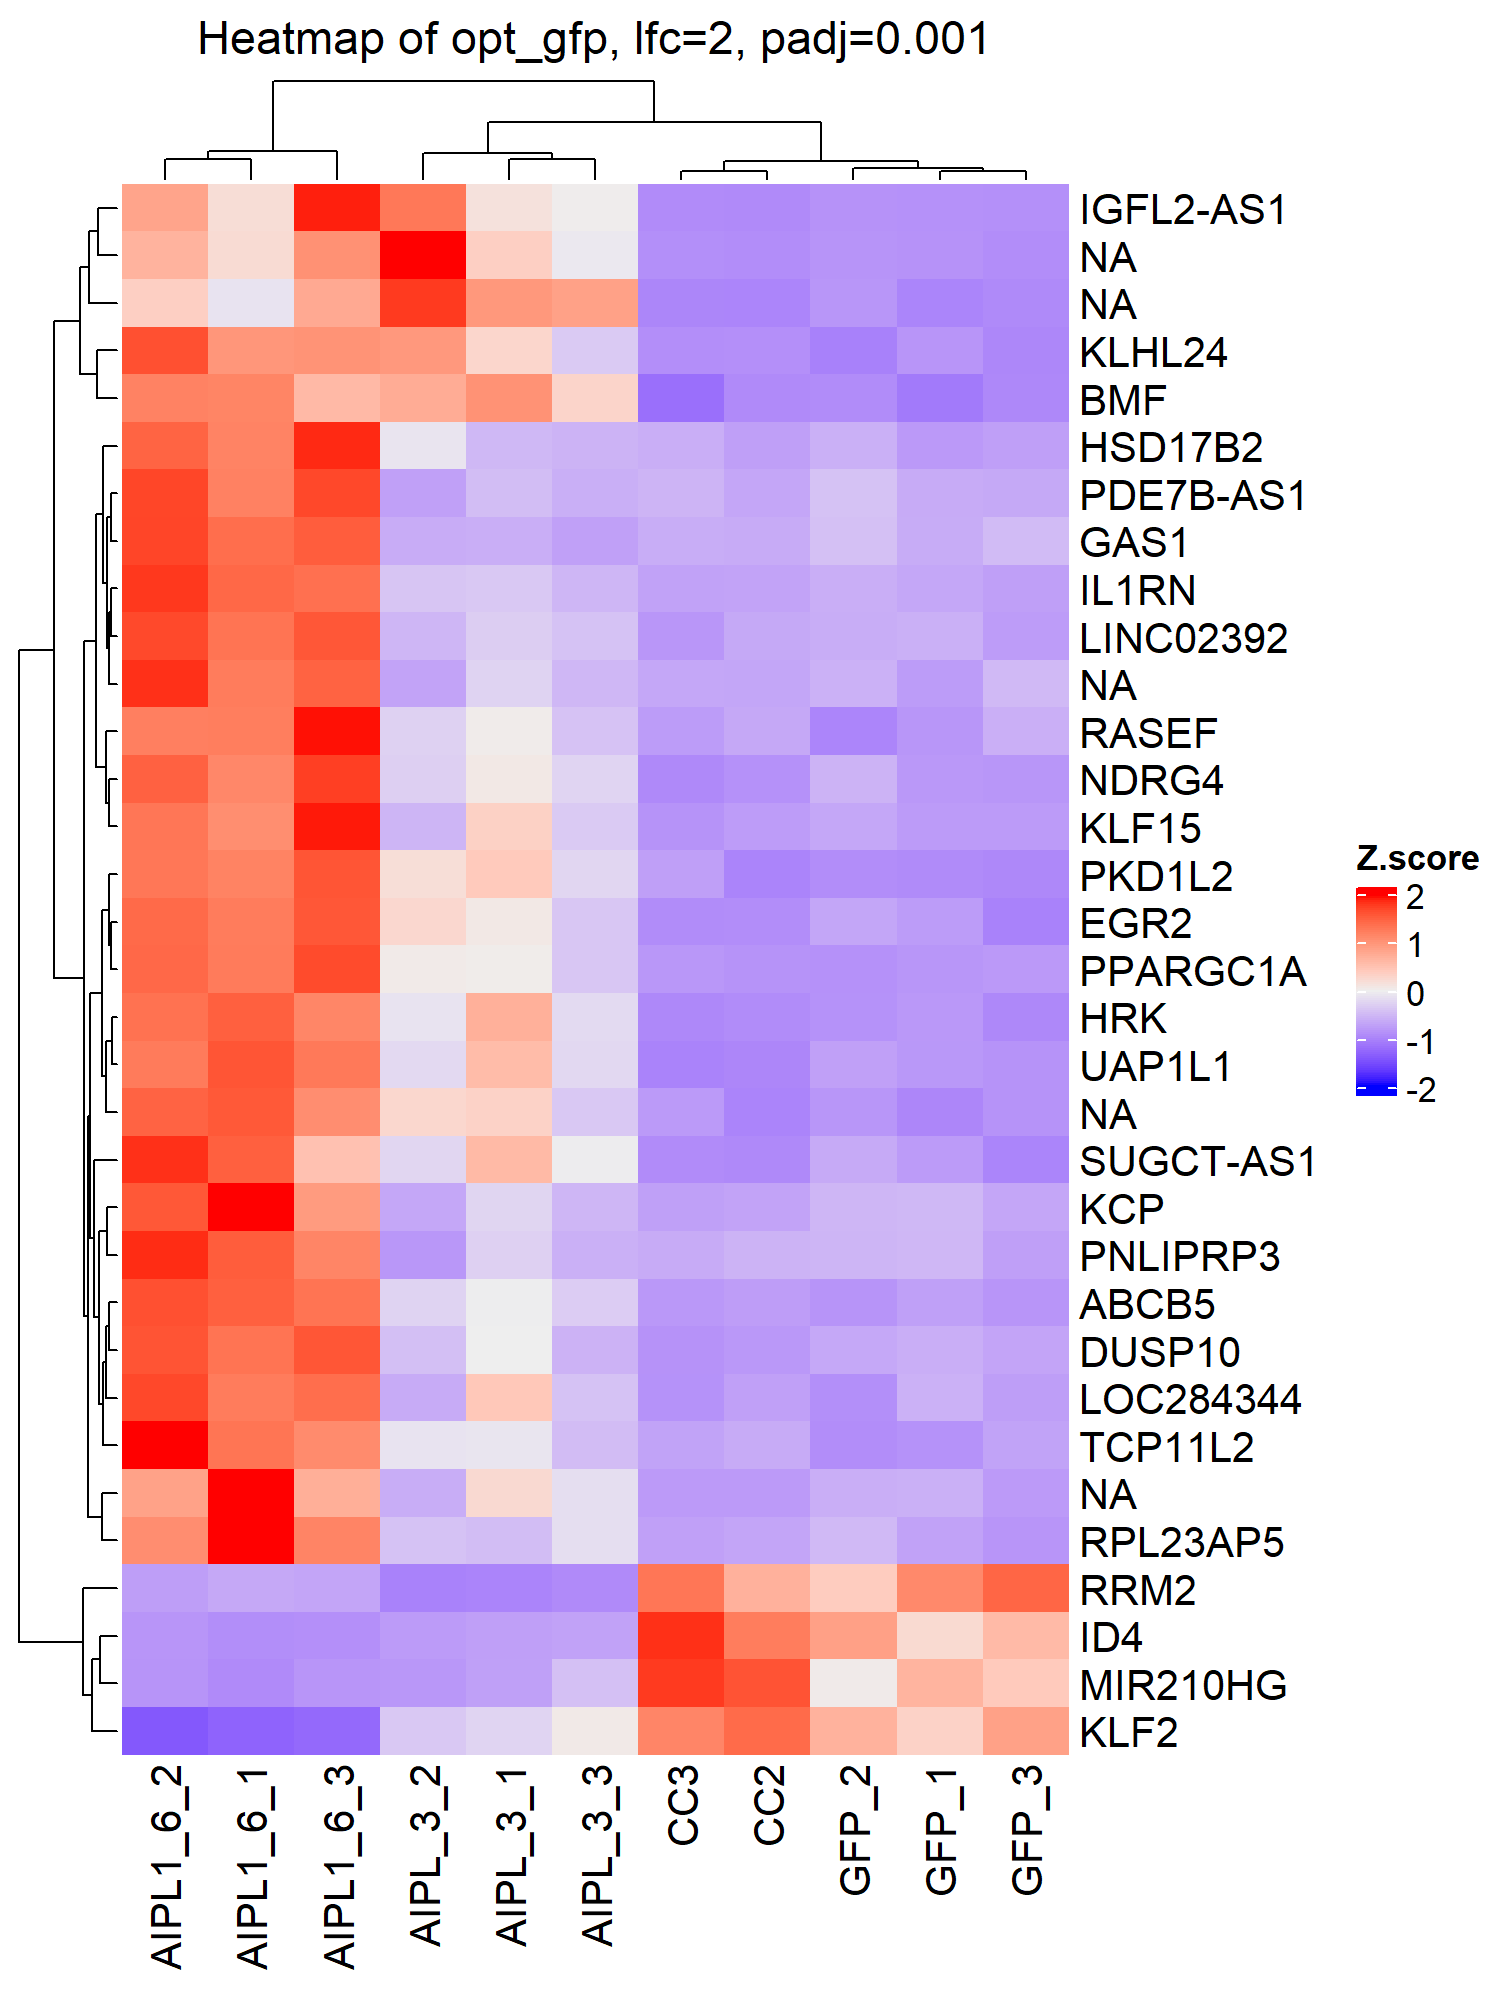 Heatmap of opt_gfp, lfc=2, padj=0.001
IGFL2-AS1
NA
NA
KLHL24
BMF
HSD17B2
PDE7B-AS1
GAS1
IL1RN
LINC02392
NA
RASEF
NDRG4
KLF15
PKD1L2
EGR2
PPARGC1A
HRK
UAP1L1
NA
SUGCT-AS1
KCP
PNLIPRP3
ABCB5
DUSP10
LOC284344
TCP11L2
NA
RPL23AP5
RRM2
ID4
MIR210HG
KLF2
AIPL1_6_2
AIPL1_6_1
AIPL1_6_3
AIPL_3_2
AIPL_3_1
AIPL_3_3
CC3
CC2
GFP_2
GFP_1
GFP_3
Z.score
2
1
0
-1
-2